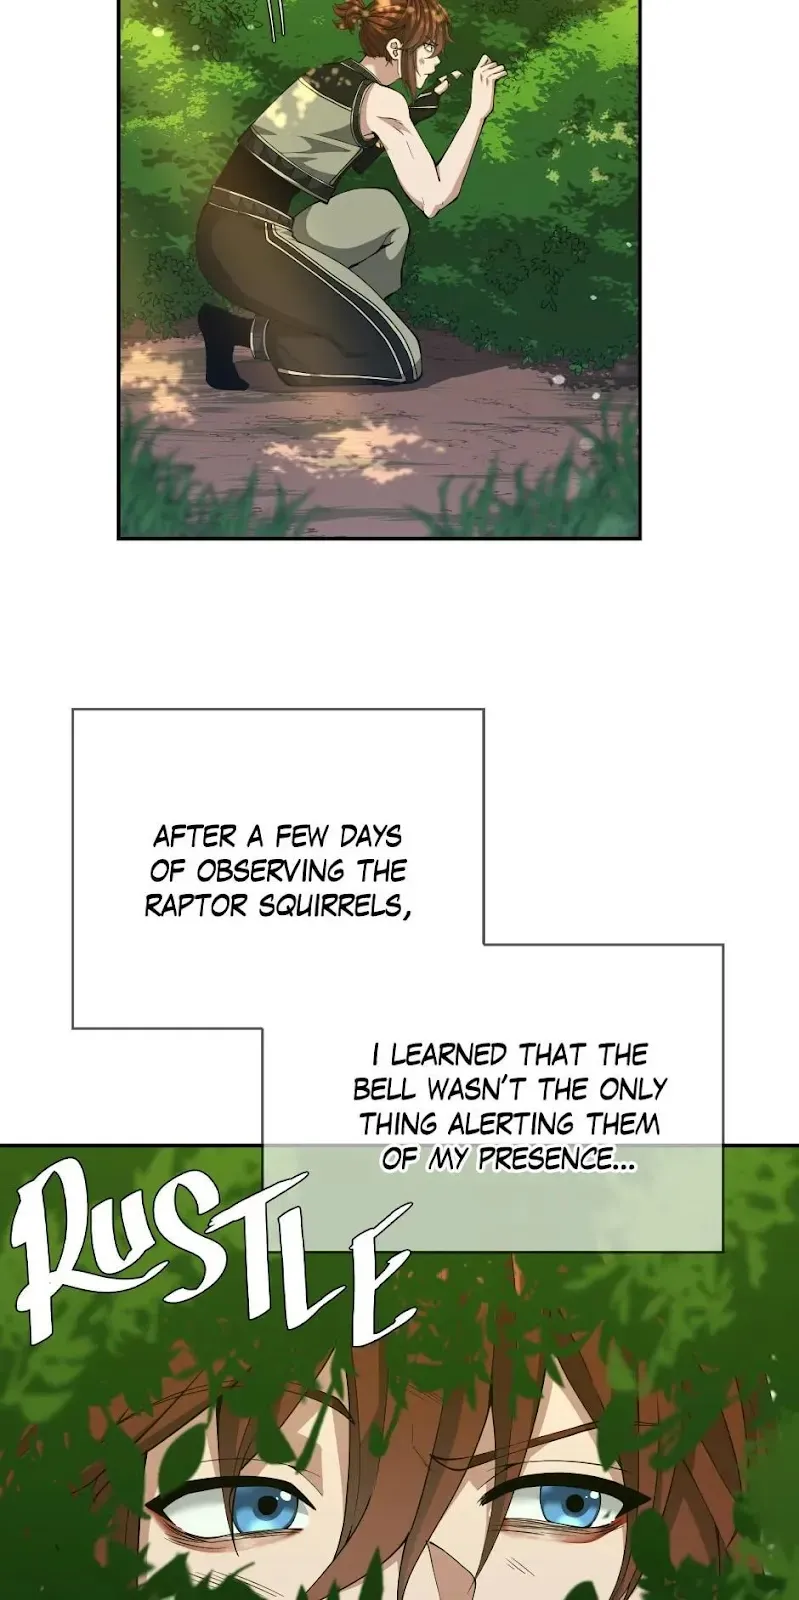 AFTER A FEW DAYS
OF OBSERVING THE
RAPTOR SQUIRRELS,
I LEARNED THAT THE
BELL WASN'T THE ONLY
THING ALERTING THEM
OF MY PRESENCE...
RUSTLE